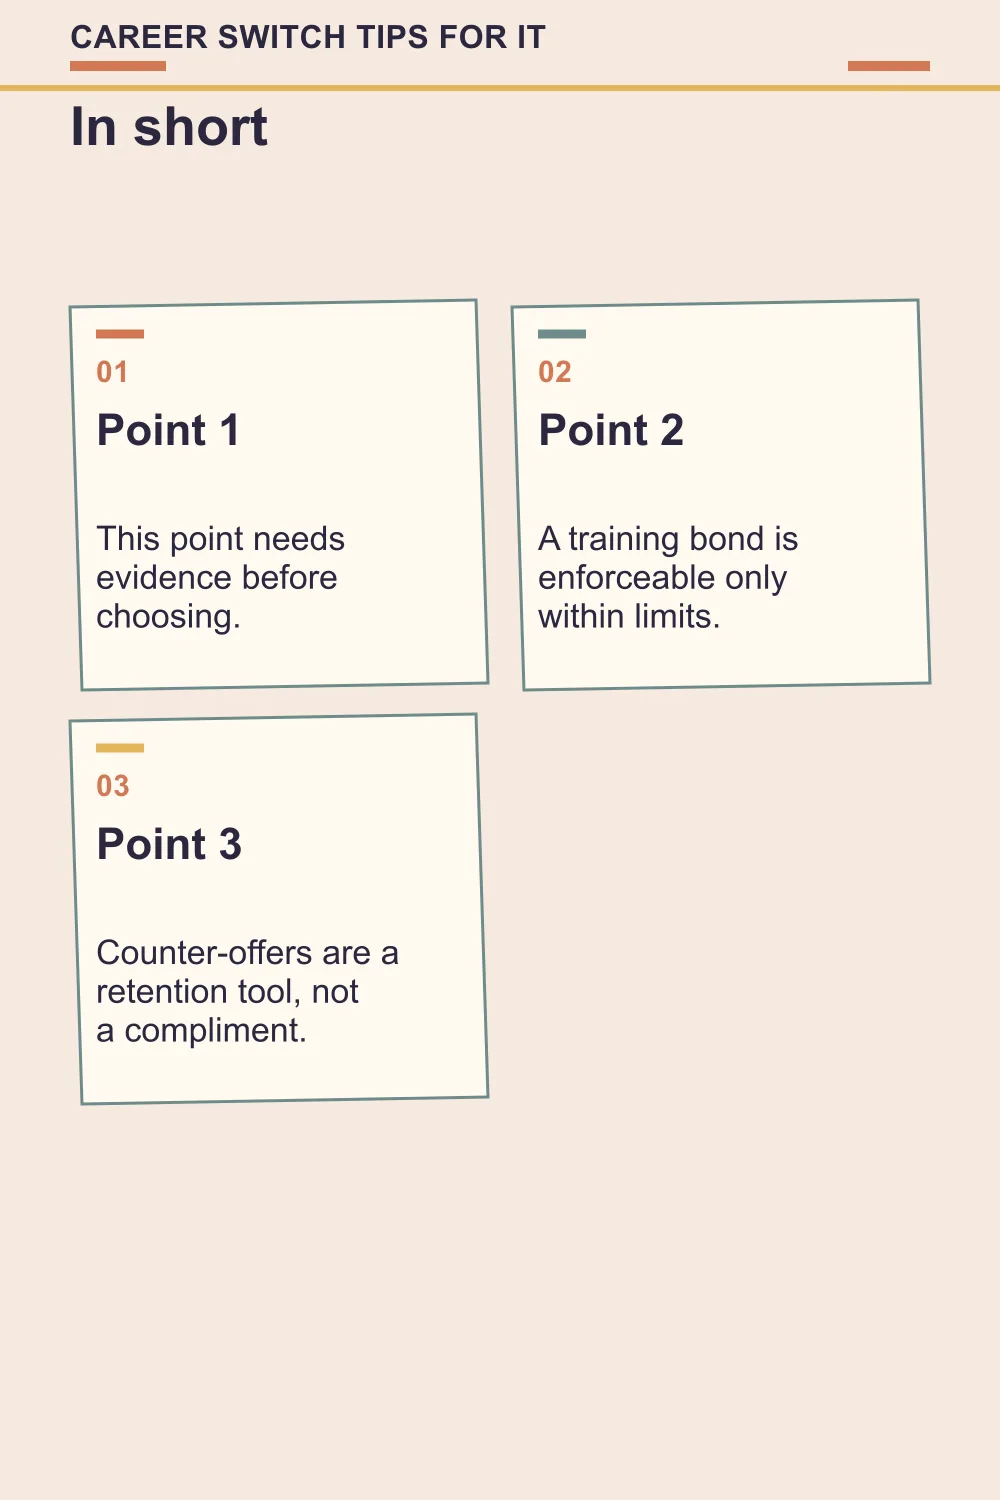 CAREER SWITCH TIPS FOR IT
In short
01
Point 1
This point needs
evidence before
choosing.
02
Point 2
A training bond is
enforceable only
within limits.
03
Point 3
Counter-offers are a
retention tool, not
a compliment.